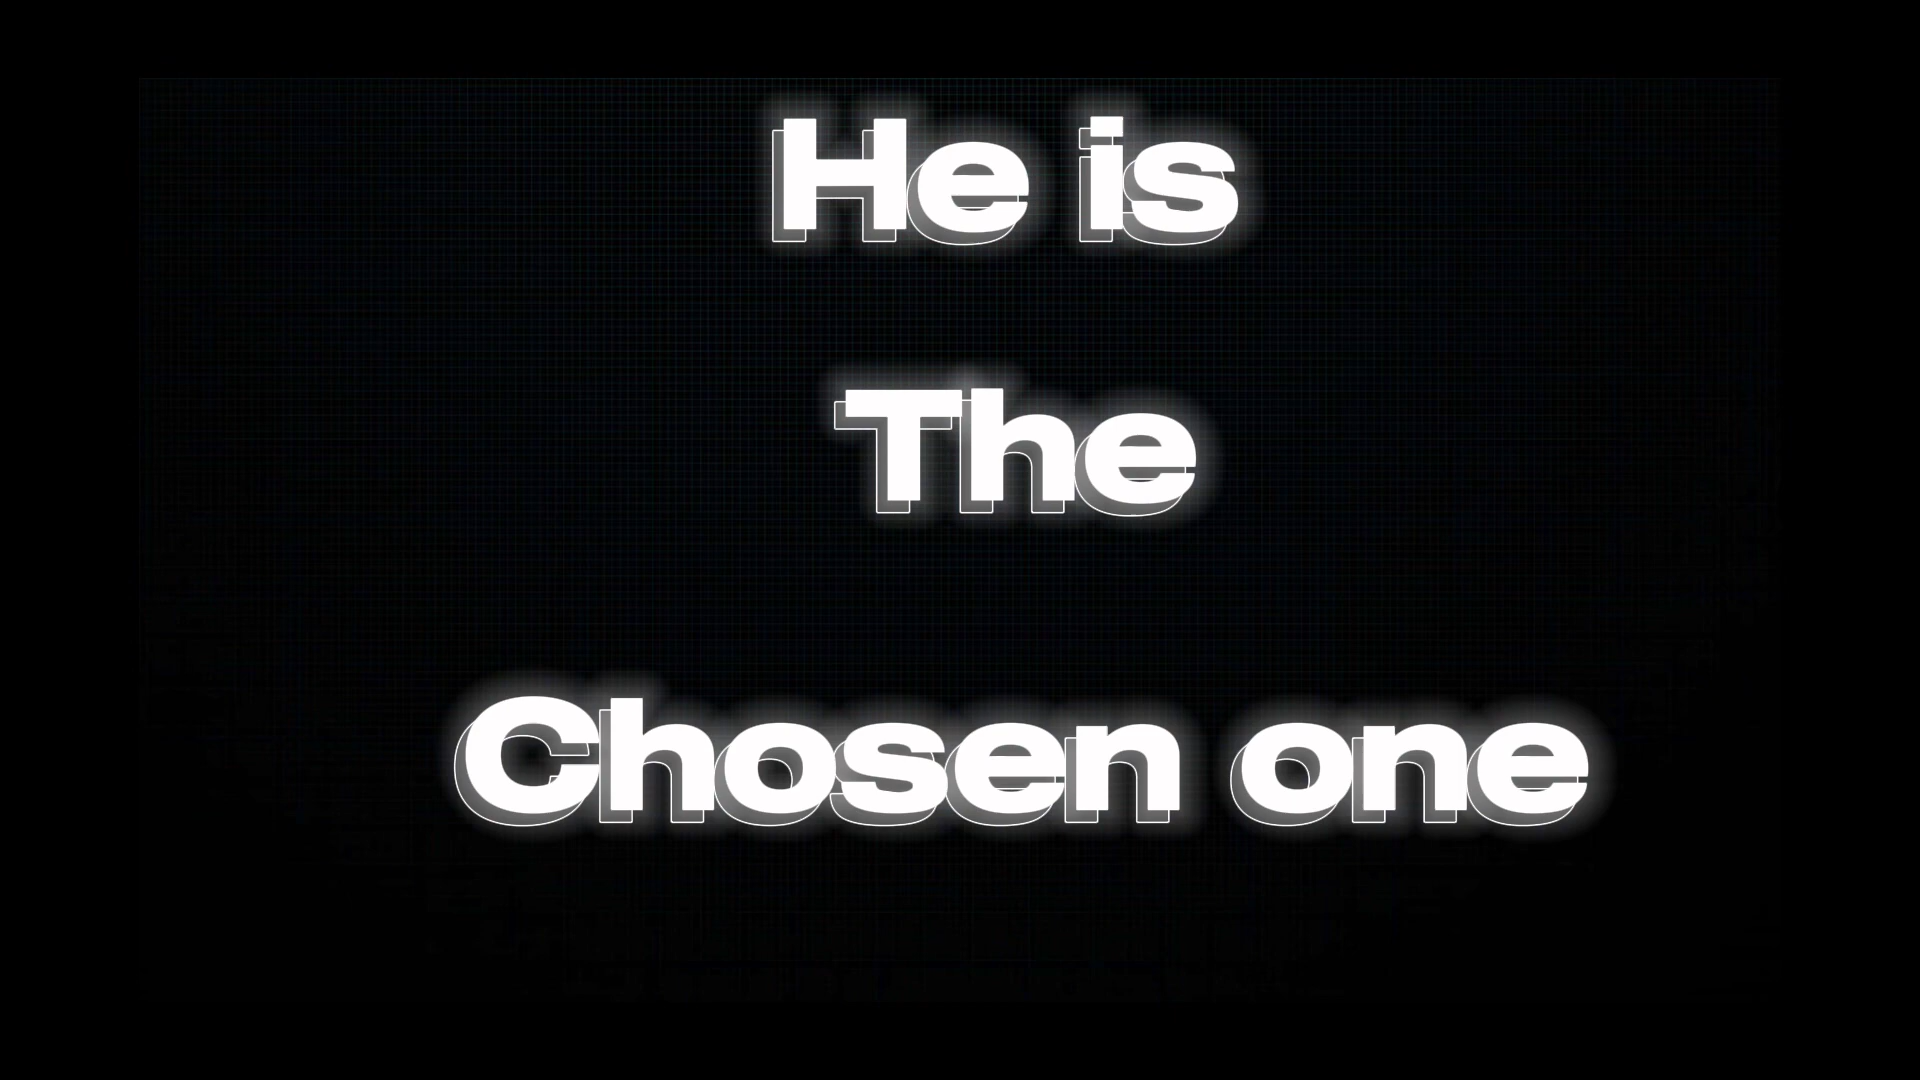 He is
The
Chosen one